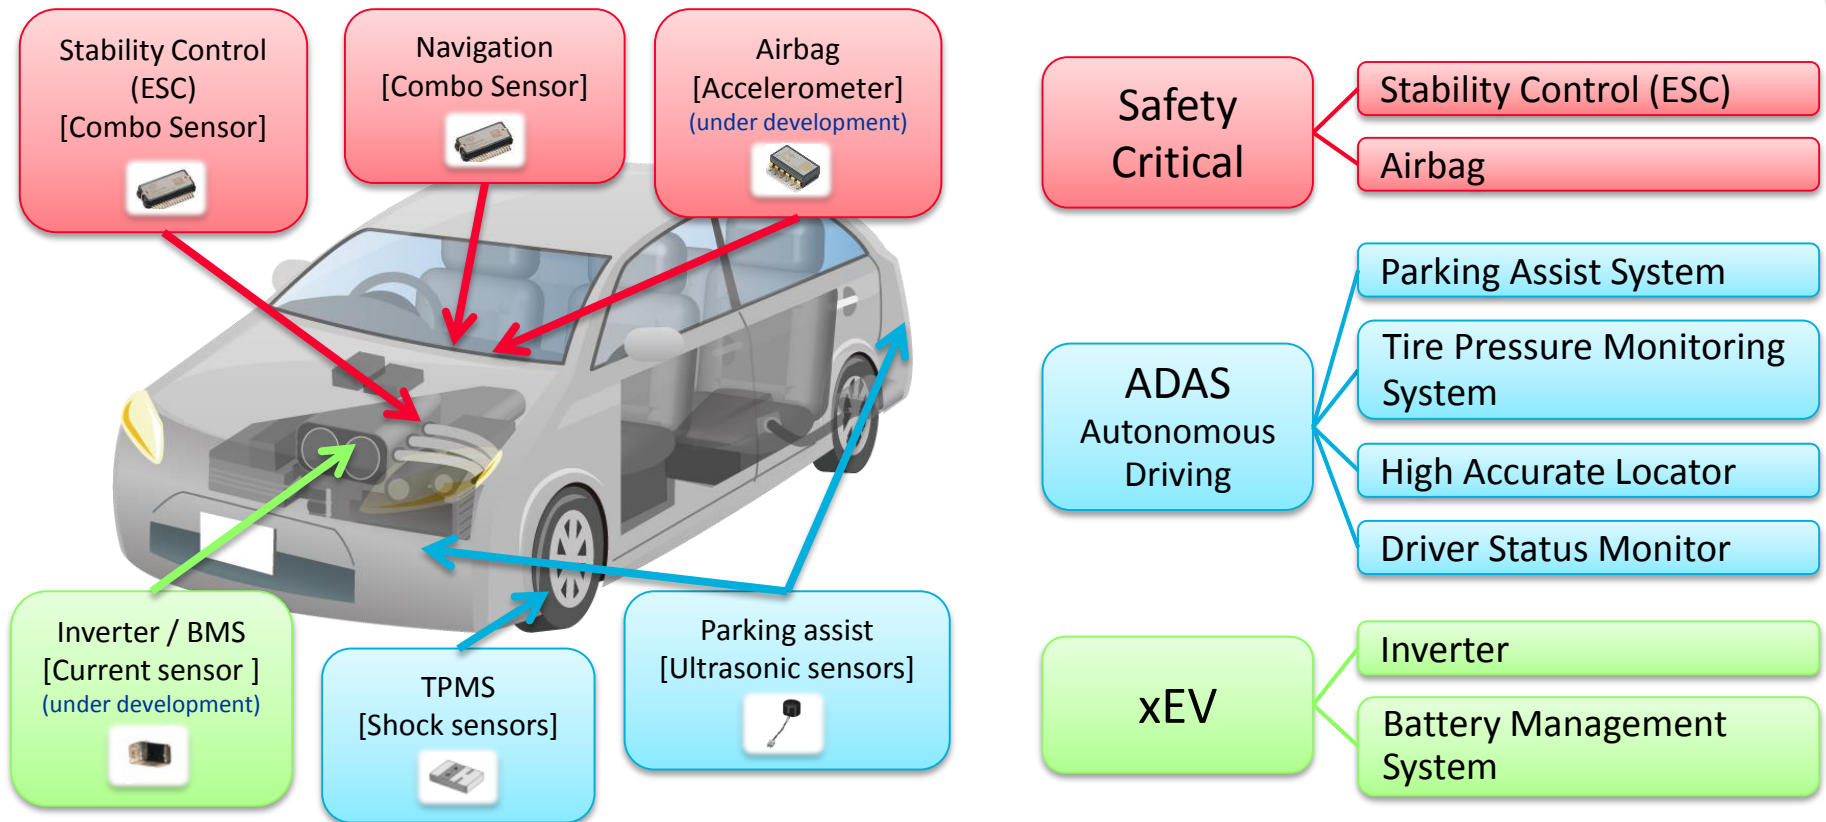 Stability Control
(ESC)
[Combo Sensor]
Navigation
[Combo Sensor]
Airbag
[Accelerometer]
(under development)
Inverter / BMS
[Current sensor ]
(under development)
TPMS
[Shock sensors]
Parking assist
[Ultrasonic sensors]
Safety
Critical
Stability Control (ESC)
Airbag
ADAS
Autonomous
Driving
Parking Assist System
Tire Pressure Monitoring
System
High Accurate Locator
Driver Status Monitor
xEV
Inverter
Battery Management
System